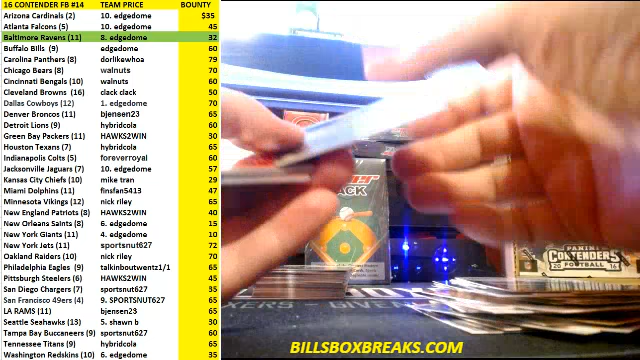 16 CONTENDER FB #14 TEAM PRICE BOUNTY
Arizona Cardinals (2) 10. edgedome $35
Atlanta Falcons (5) 10. edgedome 45
Baltimore Ravens (11) 8. edgedome 32
Buffalo Bills (9) edgedome 60
Carolina Panthers (8) dorlikewhoa 79
Chicago Bears (8) walnuts 70
Cincinnati Bengals (10) walnuts 60
Cleveland Browns (16) clack clack 50
Dallas Cowboys (12) 1. edgedome 70
Denver Broncos (11) bjensen23 65
Detroit Lions (9) hybridcola 60
Green Bay Packers (11) HAWKS2WIN 30
Houston Texans (7) hybridcola 65
Indianapolis Colts (5) foreverroyal 60
Jacksonville Jaguars (7) 10. edgedome 57
Kansas City Chiefs (10) mike tran 29
Miami Dolphins (11) finsfan5413 47
Minnesota Vikings (12) nick riley 65
New England Patriots (8) HAWKS2WIN 40
New Orleans Saints (8) 6. edgedome 15
New York Giants (11) 4. edgedome 10
New York Jets (11) sportsnut627 72
Oakland Raiders (10) nick riley 70
Philadelphia Eagles (9) talkinboutwentz1/1 65
Pittsburgh Steelers (6) HAWKS2WIN 45
San Diego Chargers (7) sportsnut627 35
San Francisco 49ers (4) 9. SPORTSNUT627 65
LA RAMS (11) bjensen23 65
Seattle Seahawks (13) 5. shawn b 30
Tampa Bay Buccaneers (9) sportsnut627 60
Tennessee Titans (9) hybridcola 65
Washington Redskins (10) 6. edgedome 35
PANINI
CONTENDERS
20 16
FOOTBALL
BILLSBOXBREAKS.COM